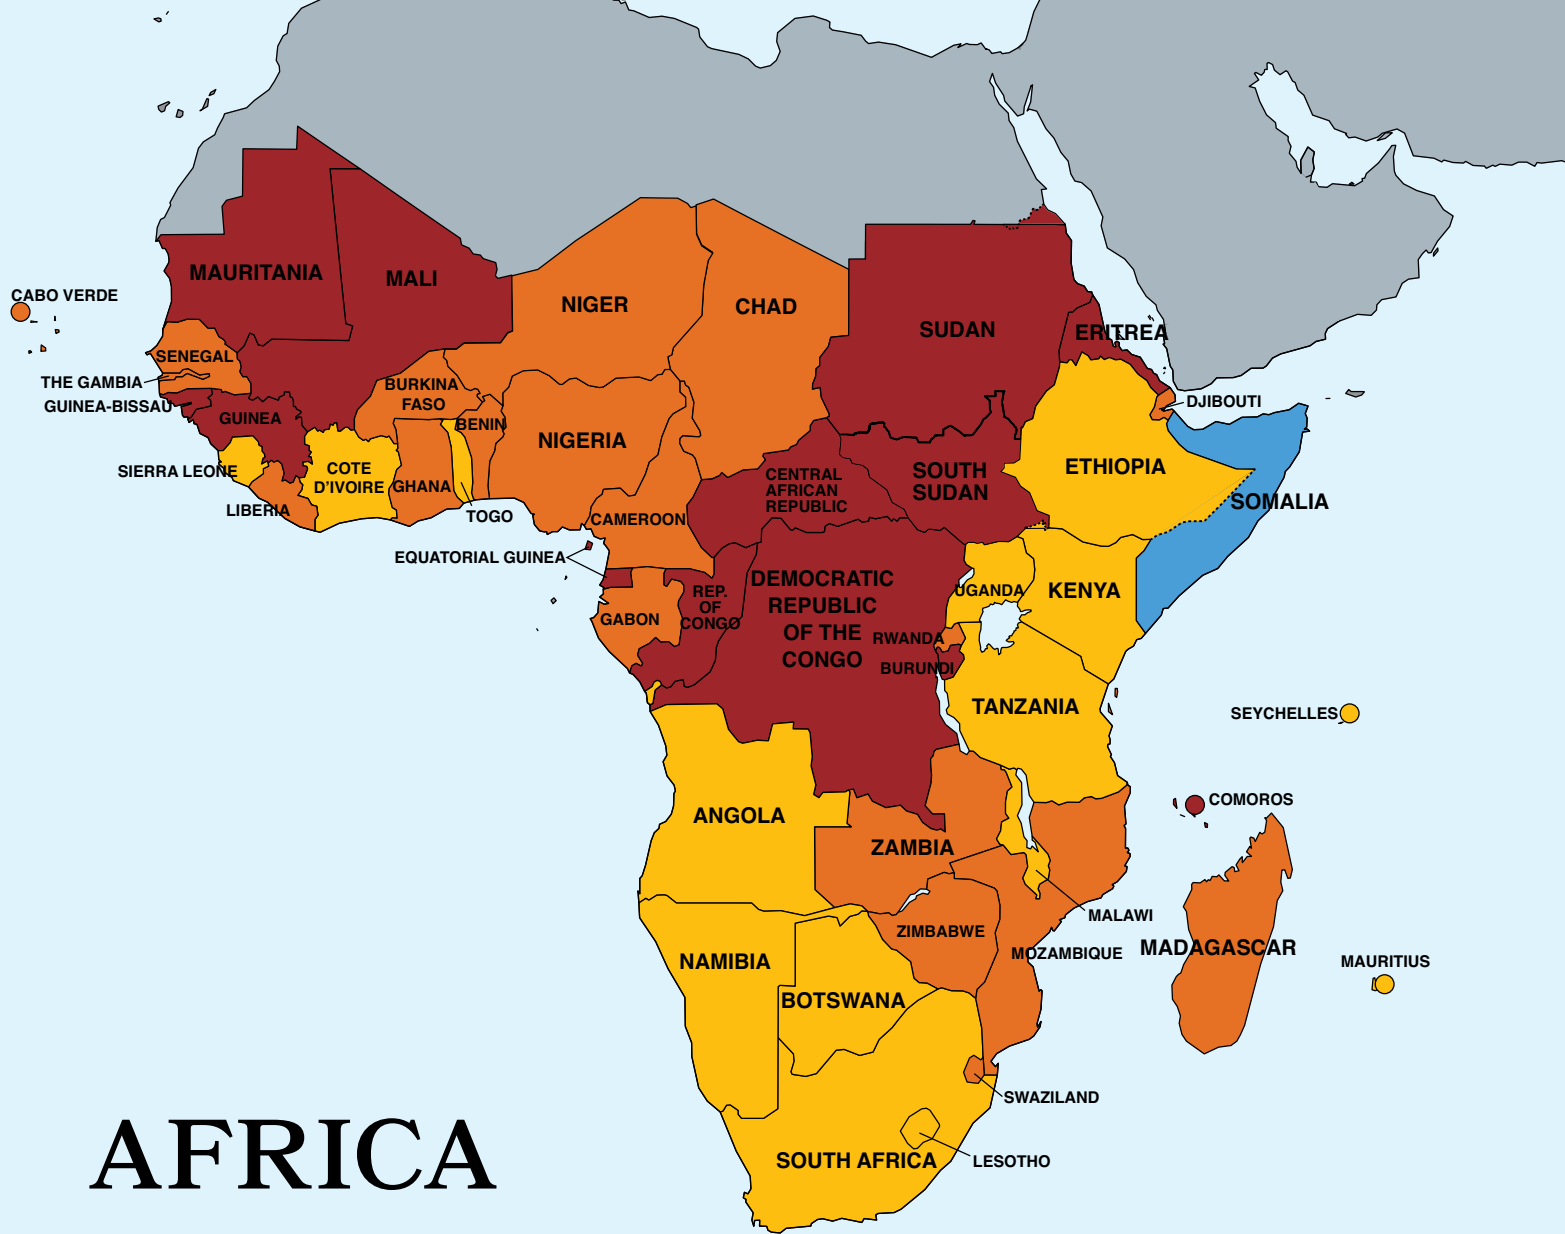 MAURITANIA
MALI
NIGER
CHAD
SUDAN
ERITREA
CABO VERDE
SENEGAL
THE GAMBIA
GUINEA-BISSAU
GUINEA
BURKINA
FASO
BENIN
NIGERIA
DJIBOUTI
SIERRA LEONE
COTE
D'IVOIRE
GHANA
LIBERIA
TOGO
CAMEROON
CENTRAL
AFRICAN
REPUBLIC
SOUTH
SUDAN
ETHIOPIA
SOMALIA
EQUATORIAL GUINEA
GABON
REP.
OF
CONGO
DEMOCRATIC
REPUBLIC
OF THE
CONGO
UGANDA
KENYA
RWANDA
BURUNDI
TANZANIA
SEYCHELLES
COMOROS
ANGOLA
ZAMBIA
MALAWI
ZIMBABWE
MOZAMBIQUE
MADAGASCAR
MAURITIUS
NAMIBIA
BOTSWANA
SWAZILAND
SOUTH AFRICA
LESOTHO
AFRICA